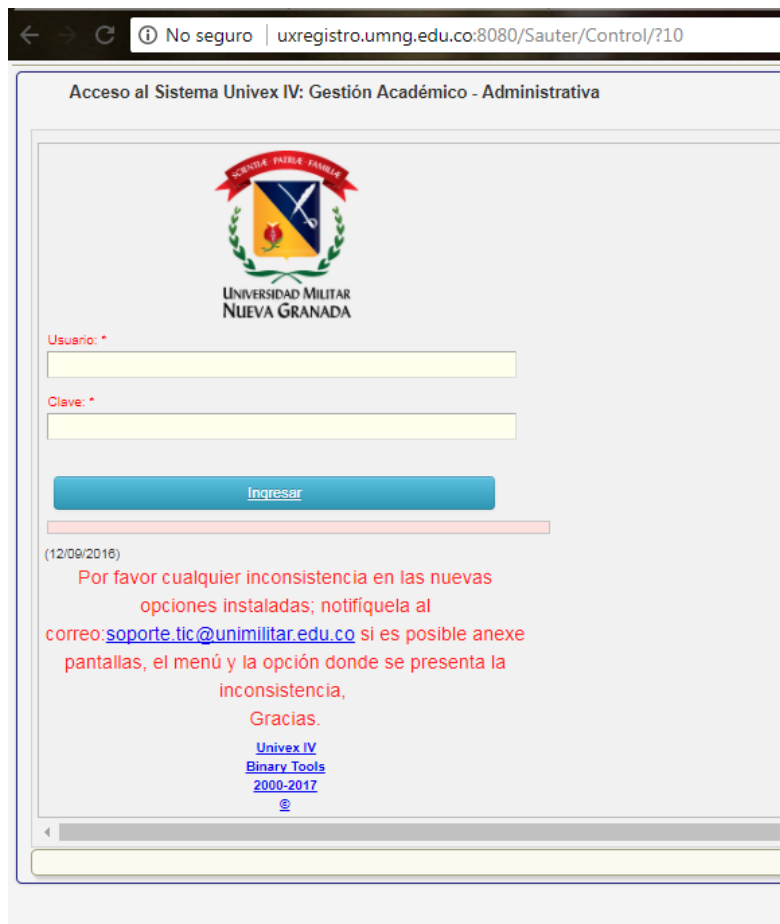 No seguro | uxregistro.umng.edu.co:8080/Sauter/Control/?10
Acceso al Sistema Univex IV: Gestión Académico - Administrativa
SCIENTIÆ · PATRIÆ · FAMILIÆ
UNIVERSIDAD MILITAR
NUEVA GRANADA
Usuario: *
Clave: *
Ingresar
(12/09/2016)
Por favor cualquier inconsistencia en las nuevas
opciones instaladas; notifíquela al
correo:soporte.tic@unimilitar.edu.co si es posible anexe
pantallas, el menú y la opción donde se presenta la
inconsistencia,
Gracias.
Univex IV
Binary Tools
2000-2017
©